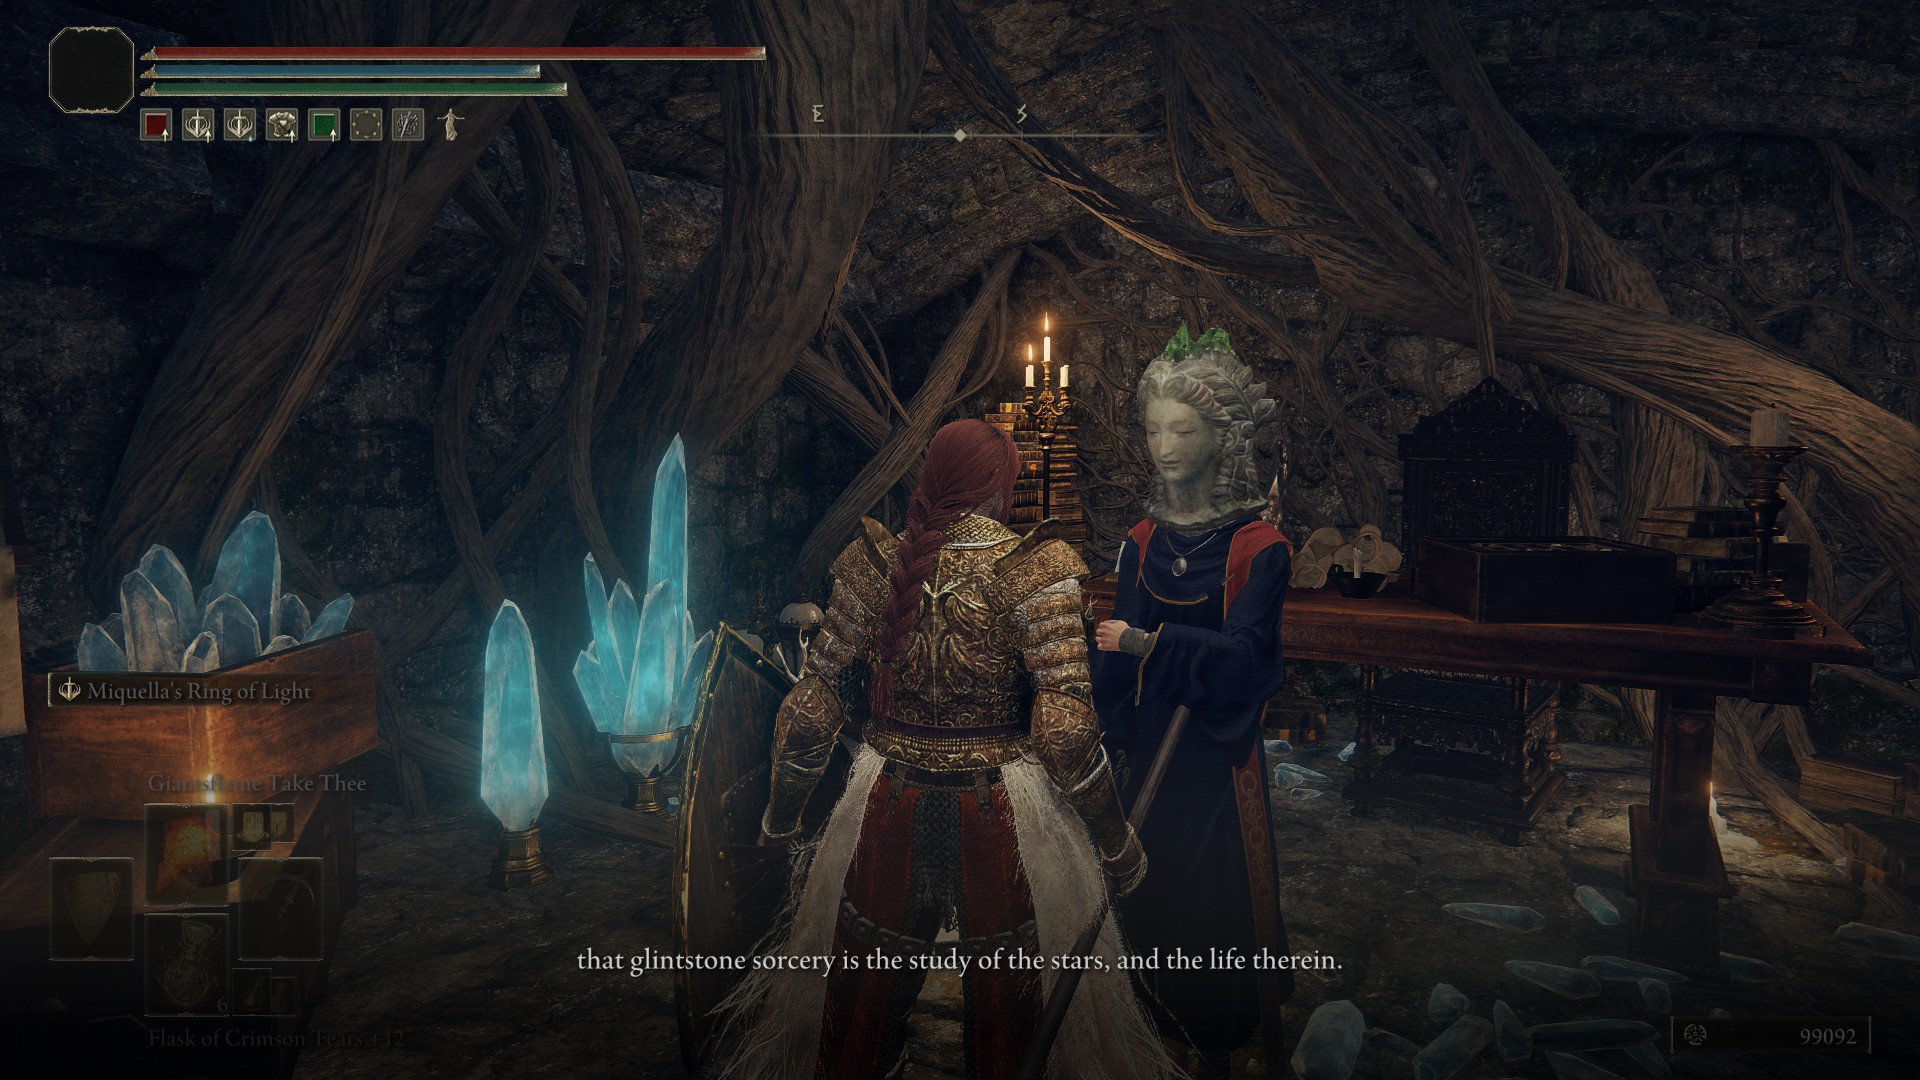 E
S
Miquella's Ring of Light
Giantsflame Take Thee
that glintstone sorcery is the study of the stars, and the life therein.
6
Flask of Crimson Tears +12
99092